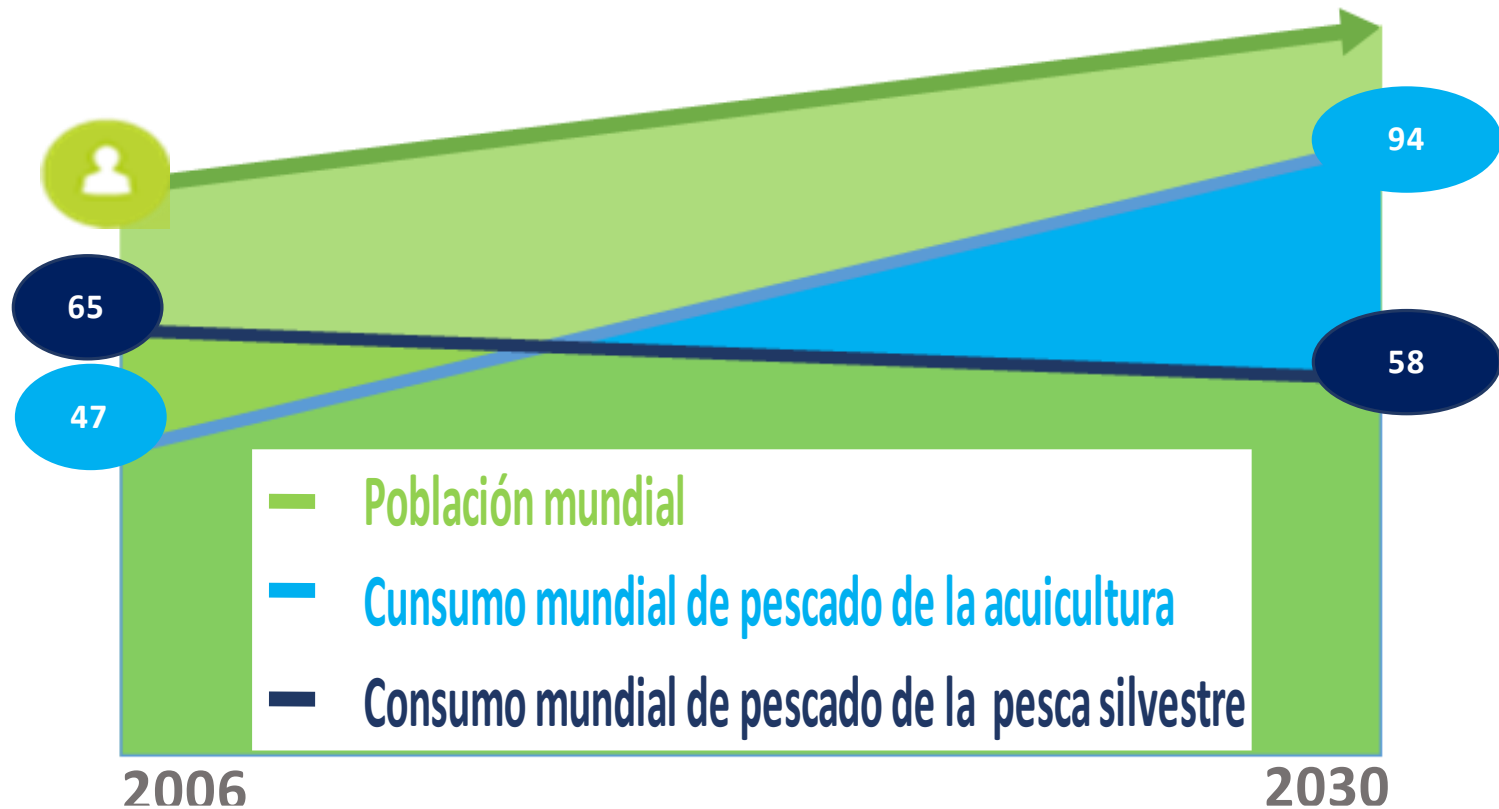 94
65
58
47
Población mundial
Cunsumo mundial de pescado de la acuicultura
Consumo mundial de pescado de la pesca silvestre
2006
2030